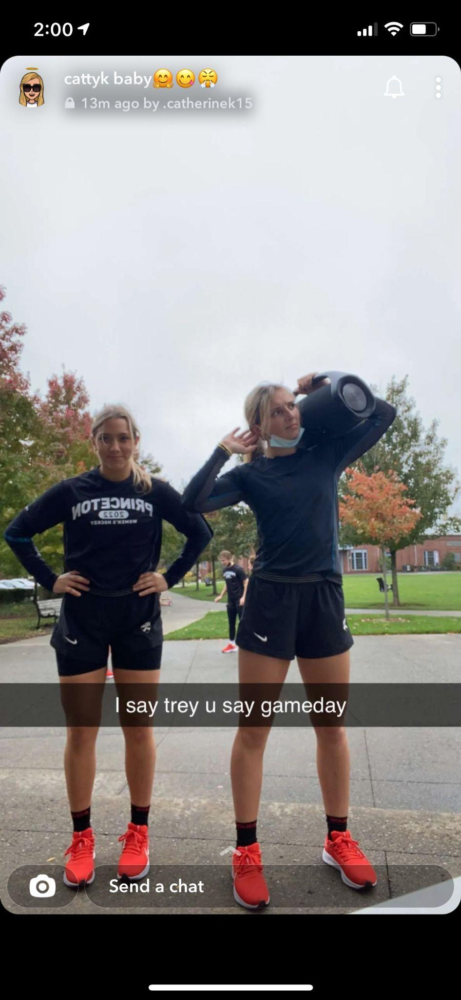 2:00
cattyk baby🤗😋😤
13m ago by .catherinek15
PRINCETON
2022
WOMEN'S HOCKEY
I say trey u say gameday
Send a chat